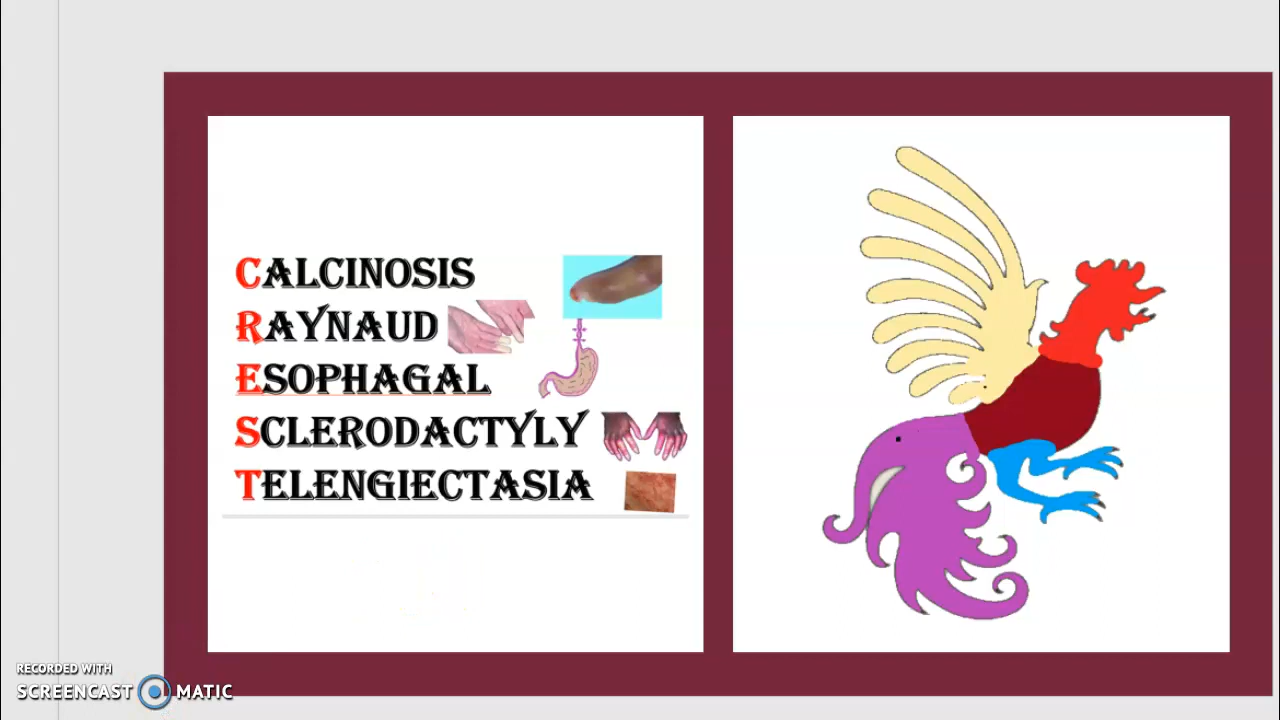 CALCINOSIS
RAYNAUD
ESOPHAGAL
SCLERODACTYLY
TELENGIECTASIA
RECORDED WITH
SCREENCAST MATIC